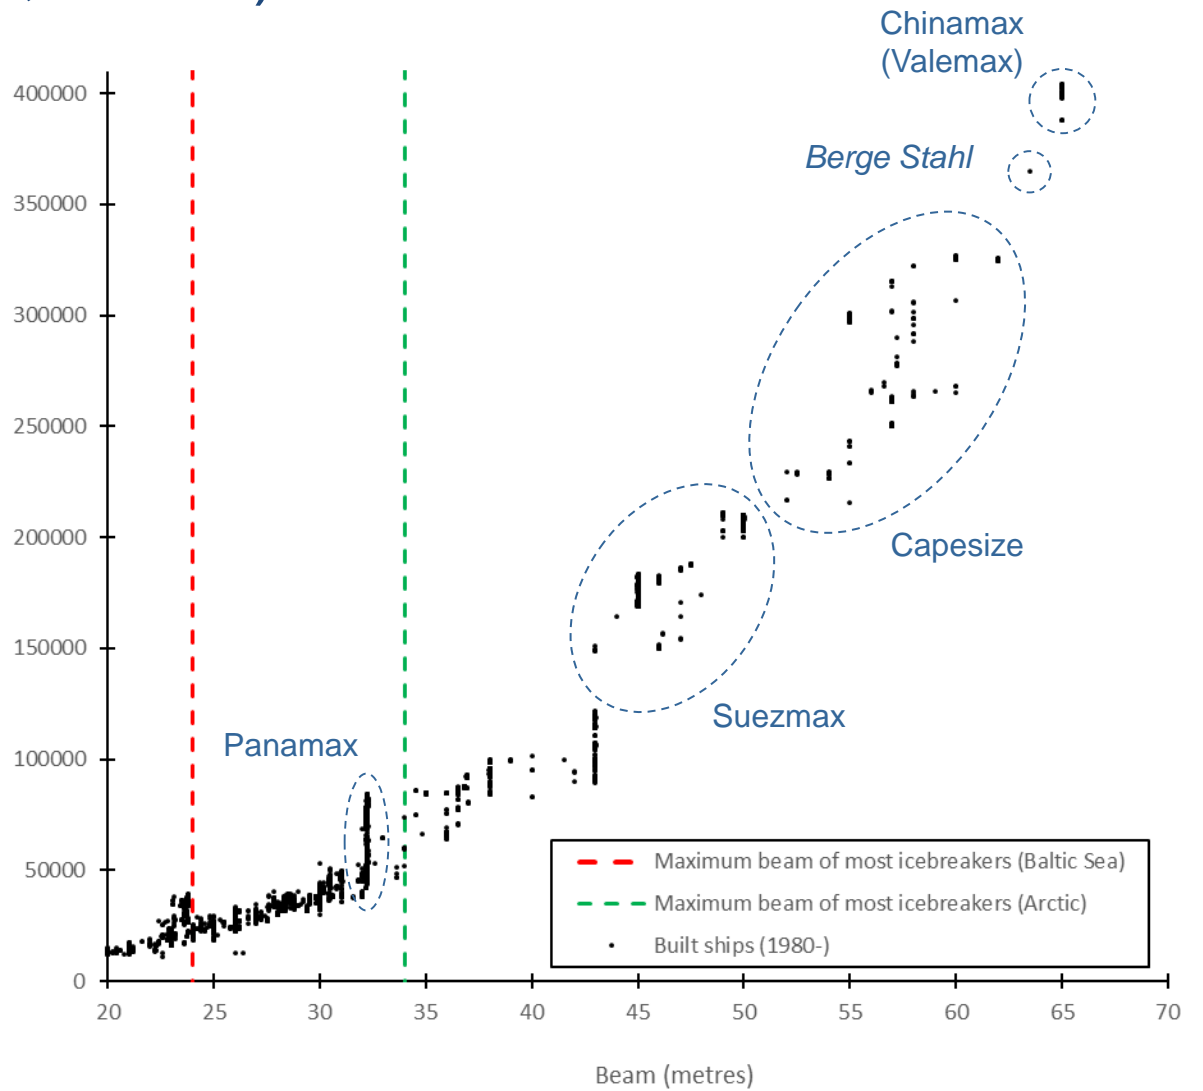 Chinamax
(Valemax)
400000
Berge Stahl
350000
300000
250000
200000
Capesize
150000
Suezmax
Panamax
100000
50000
0
Maximum beam of most icebreakers (Baltic Sea)
Maximum beam of most icebreakers (Arctic)
Built ships (1980-)
20 25 30 35 40 45 50 55 60 65 70
Beam (metres)